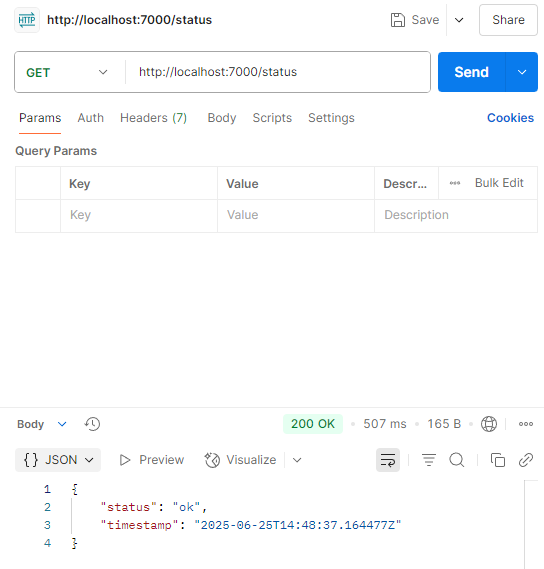 HTTP http://localhost:7000/status Save Share
GET http://localhost:7000/status Send
Params Auth Headers (7) Body Scripts Settings Cookies
Query Params
Key Value Descr... Bulk Edit
Key Value Description
Body 200 OK 507 ms 165 B
{} JSON Preview Visualize
1 {
2 "status": "ok",
3 "timestamp": "2025-06-25T14:48:37.164477Z"
4 }